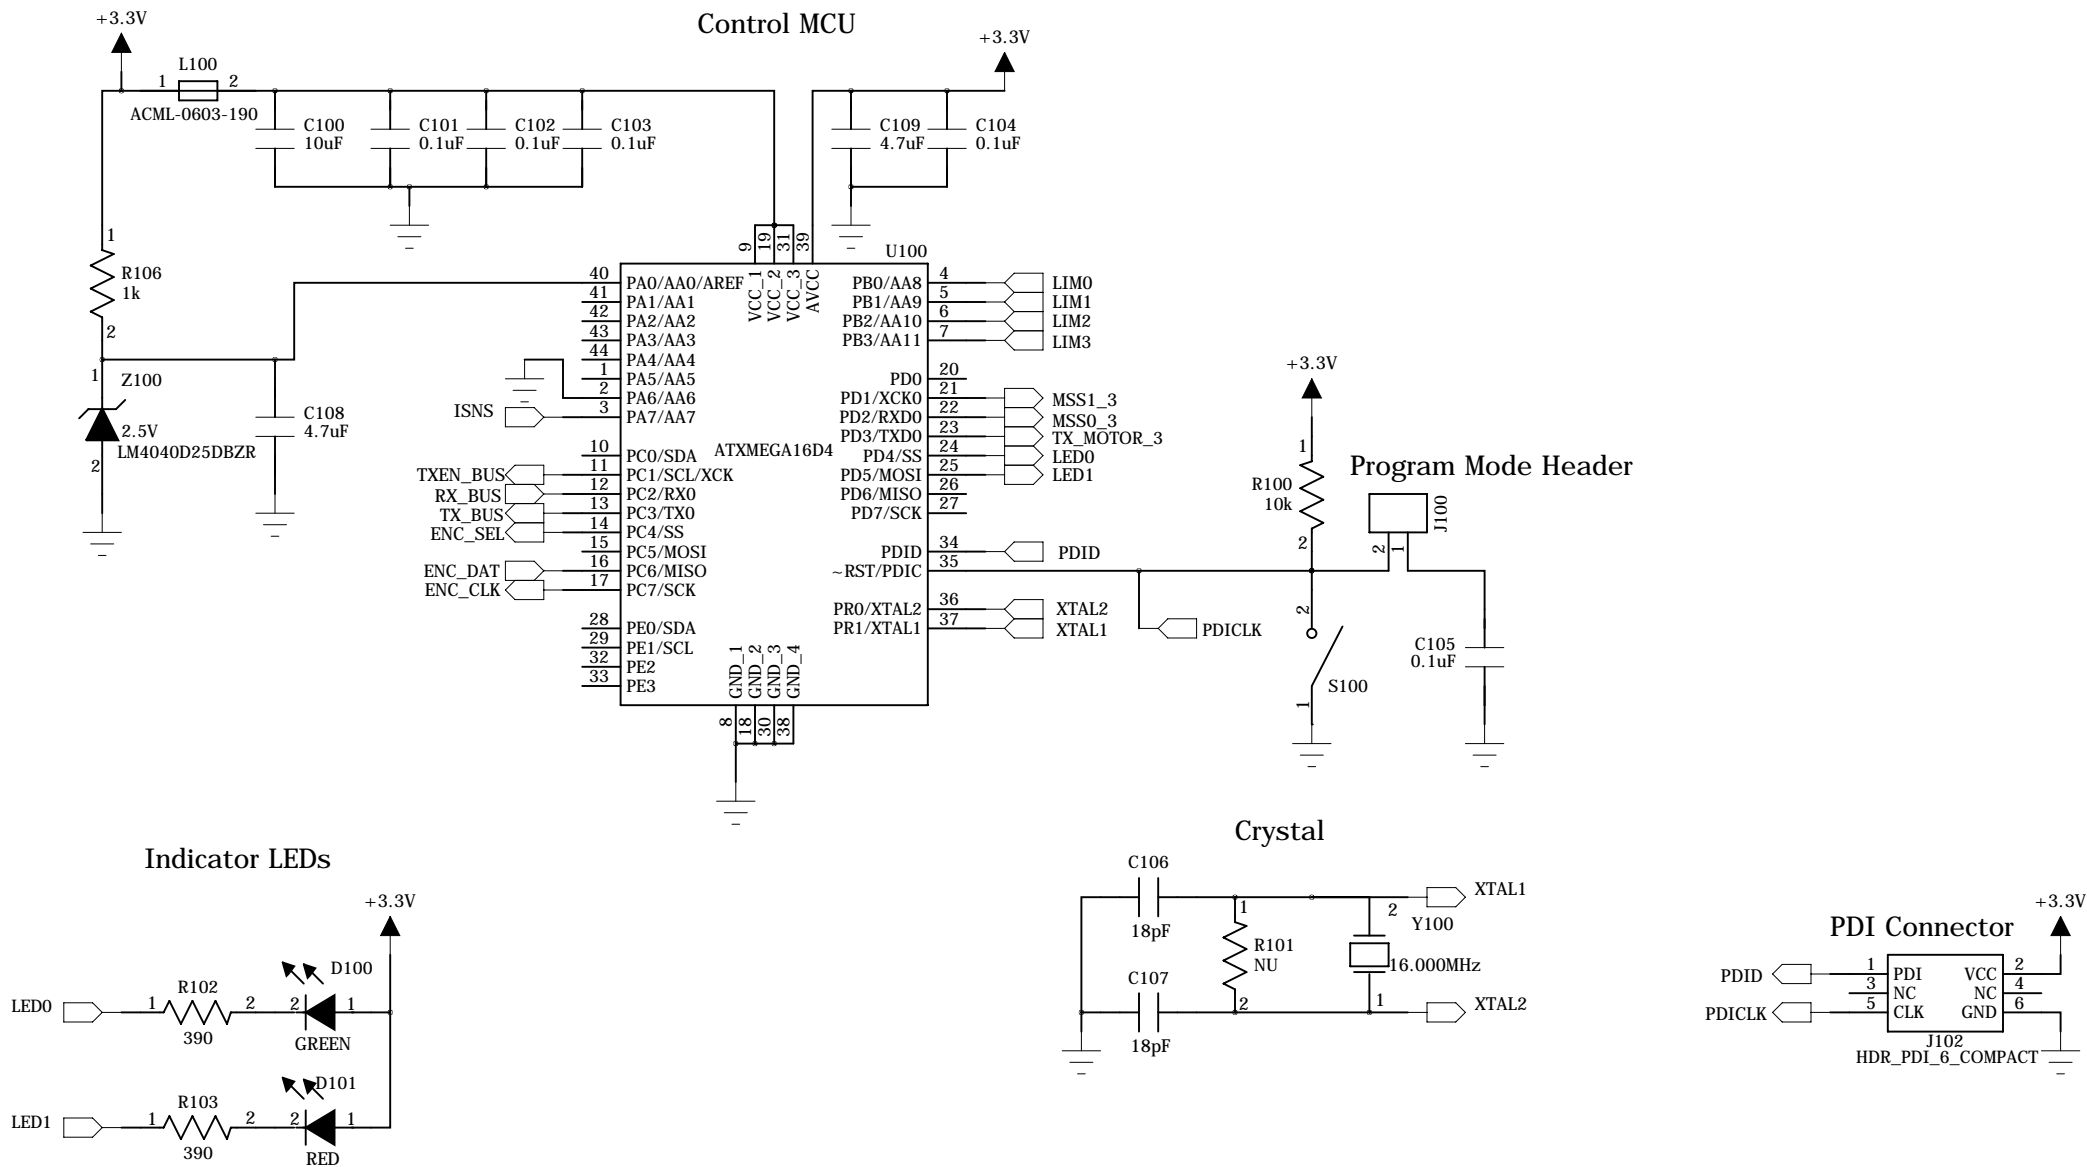 Control MCU
+3.3V
L100
1 2
ACML-0603-190
C100
10uF
C101
0.1uF
C102
0.1uF
C103
0.1uF
+3.3V
C109
4.7uF
C104
0.1uF
1
R106
1k
2
1
Z100
2.5V
LM4040D25DBZR
2
C108
4.7uF
9 19 31 39
U100
VCC_1 VCC_2 VCC_3 AVCC
40 PA0/AA0/AREF
41 PA1/AA1
42 PA2/AA2
43 PA3/AA3
44 PA4/AA4
1 PA5/AA5
2 PA6/AA6
ISNS 3 PA7/AA7
ATXMEGA16D4
10 PC0/SDA
TXEN_BUS 11 PC1/SCL/XCK
RX_BUS 12 PC2/RX0
TX_BUS 13 PC3/TX0
ENC_SEL 14 PC4/SS
15 PC5/MOSI
ENC_DAT 16 PC6/MISO
ENC_CLK 17 PC7/SCK
28 PE0/SDA
29 PE1/SCL
32 PE2
33 PE3
GND_1 GND_2 GND_3 GND_4
8 18 30 38
PB0/AA8 4 LIM0
PB1/AA9 5 LIM1
PB2/AA10 6 LIM2
PB3/AA11 7 LIM3
PD0 20
PD1/XCK0 21 MSS1_3
PD2/RXD0 22 MSS0_3
PD3/TXD0 23 TX_MOTOR_3
PD4/SS 24 LED0
PD5/MOSI 25 LED1
PD6/MISO 26
PD7/SCK 27
PDID 34 PDID
~RST/PDIC 35
PR0/XTAL2 36 XTAL2
PR1/XTAL1 37 XTAL1
PDICLK
+3.3V
1
R100
10k
2
Program Mode Header
J100
2 1
2
S100
1
C105
0.1uF
Indicator LEDs
+3.3V
D100
LED0 1 R102 2 2 1
390
GREEN
D101
LED1 1 R103 2 2 1
390
RED
Crystal
C106
18pF
C107
18pF
1
R101
NU
2
XTAL1
2
Y100
16.000MHz
1
XTAL2
PDI Connector
+3.3V
PDID 1 PDI VCC 2
3 NC NC 4
PDICLK 5 CLK GND 6
J102
HDR_PDI_6_COMPACT